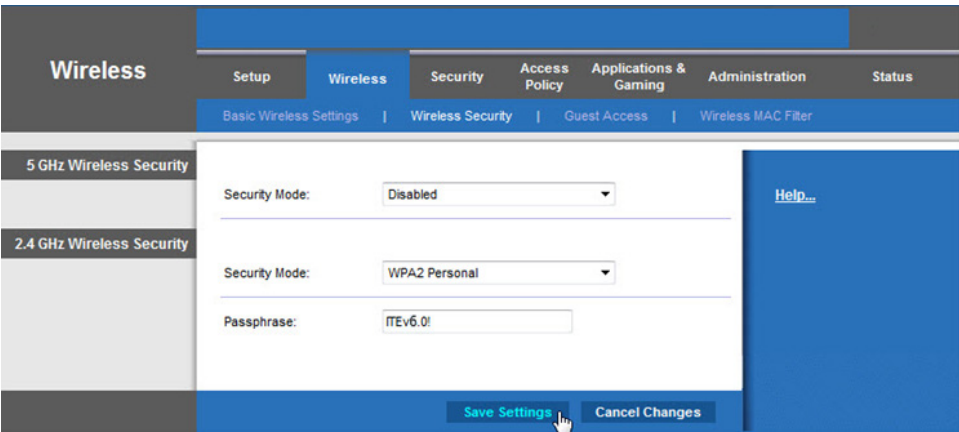 Wireless
Setup Wireless Security Access Policy Applications & Gaming Administration Status
Basic Wireless Settings | Wireless Security | Guest Access | Wireless MAC Filter
5 GHz Wireless Security
Security Mode: Disabled
Help...
2.4 GHz Wireless Security
Security Mode: WPA2 Personal
Passphrase: ITEv6.0!
Save Settings Cancel Changes